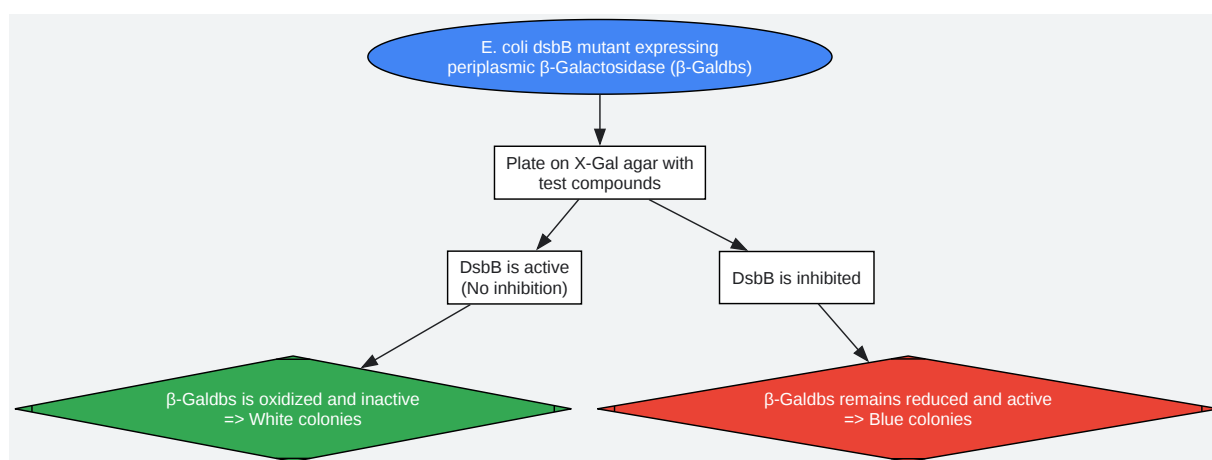 E. coli dsbB mutant expressing
periplasmic β-Galactosidase (β-Galdbs)
Plate on X-Gal agar with
test compounds
DsbB is active
(No inhibition)
DsbB is inhibited
β-Galdbs is oxidized and inactive
=> White colonies
β-Galdbs remains reduced and active
=> Blue colonies